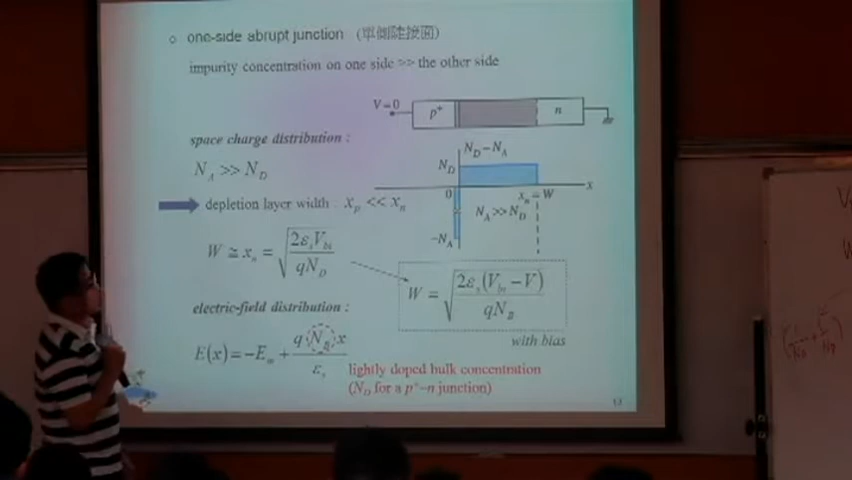 one-side abrupt junction (單側陡接面)
impurity concentration on one side >> the other side
V=0
p⁺
n
space charge distribution :
N_D − N_A
N_A >> N_D
N_D
0
x_n = W
x
depletion layer width : x_p << x_n
N_A >> N_D
−N_A
W ≅ x_n = √(2ε_s V_bi / qN_D)
W = √(2ε_s (V_bi − V) / qN_B)
electric-field distribution :
with bias
E(x) = −E_m + qN_B x / ε_s
lightly doped bulk concentration
(N_D for a p⁺−n junction)